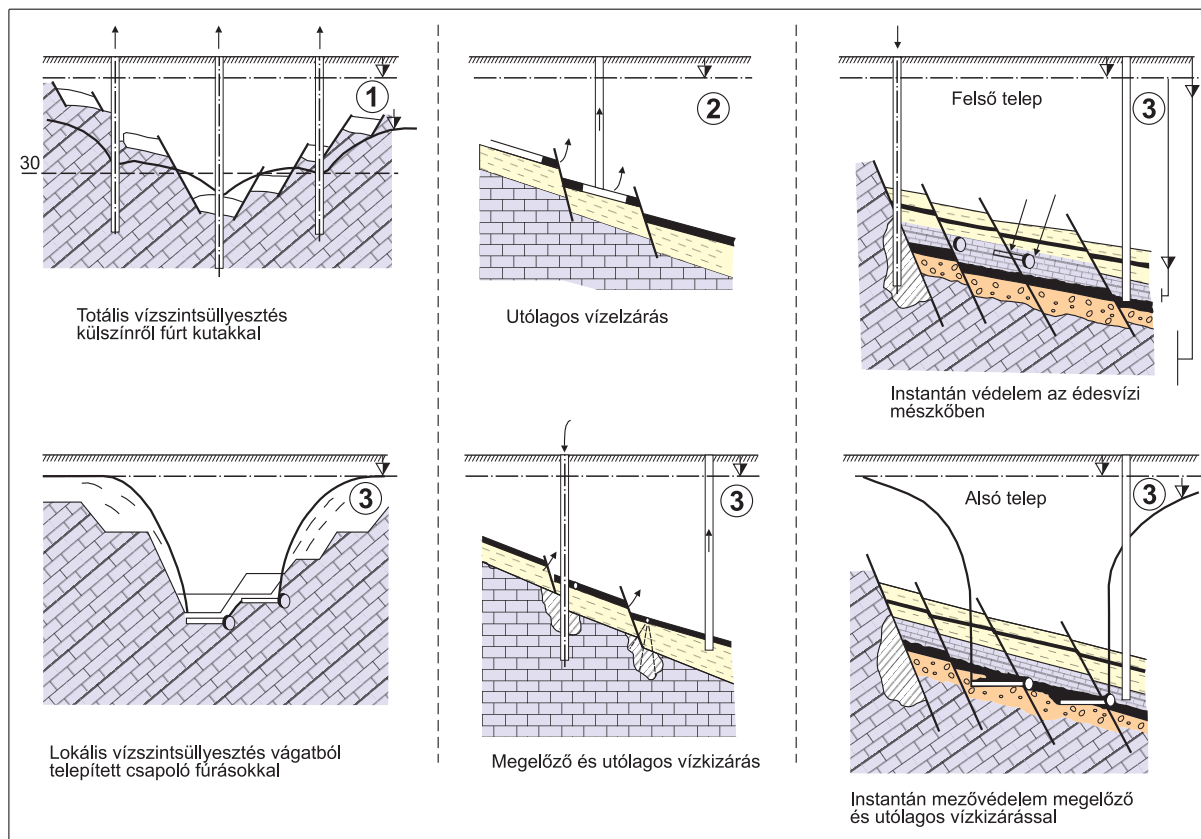 1
30
Totális vízszintsüllyesztés
külszínről fúrt kutakkal
2
Utólagos vízelzárás
Felső telep
3
Instantán védelem az édesvízi
mészkőben
3
Lokális vízszintsüllyesztés vágatból
telepített csapoló fúrásokkal
3
Megelőző és utólagos vízkizárás
Alsó telep
3
Instantán mezővédelem megelőző
és utólagos vízkizárással